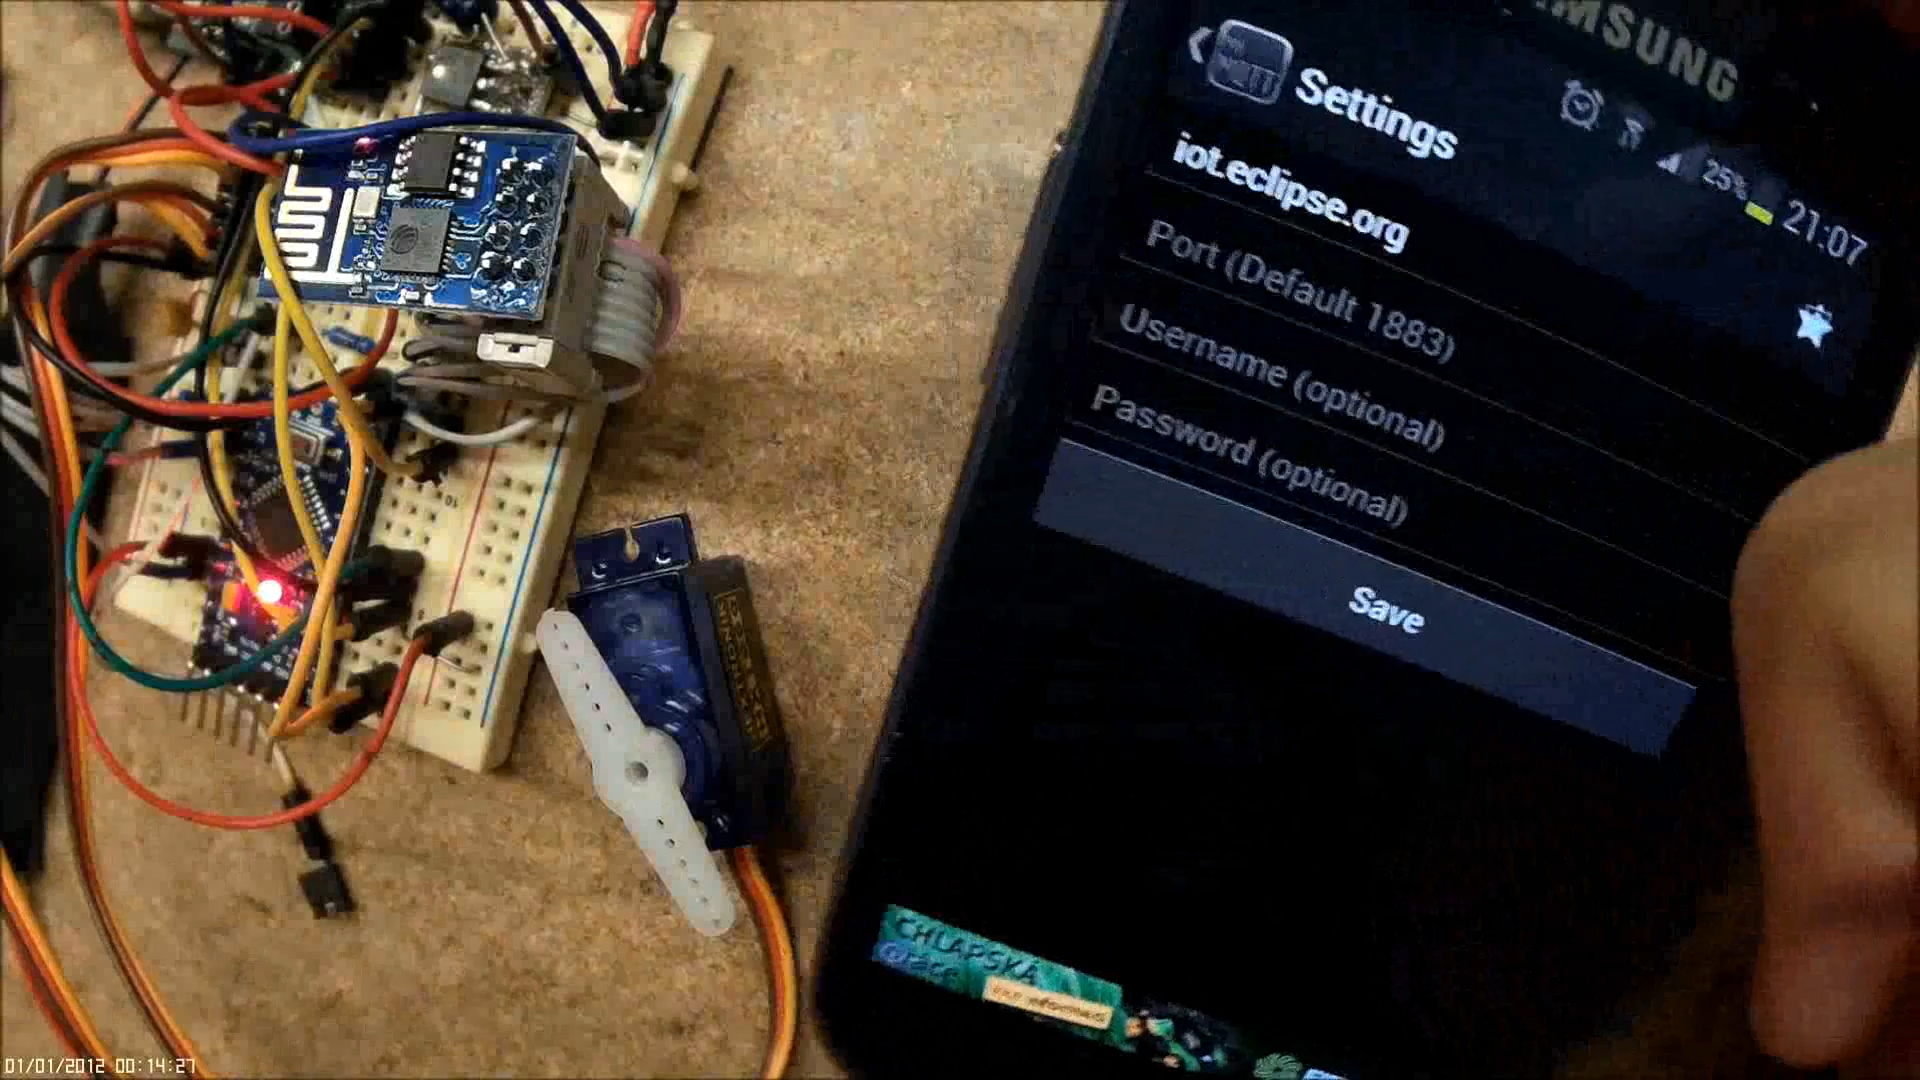 SAMSUNG
25% 21:07
Settings
iot.eclipse.org
Port (Default 1883)
Username (optional)
Password (optional)
Save
CHLAPSKÁ
10
01/01/2012 00:14:27